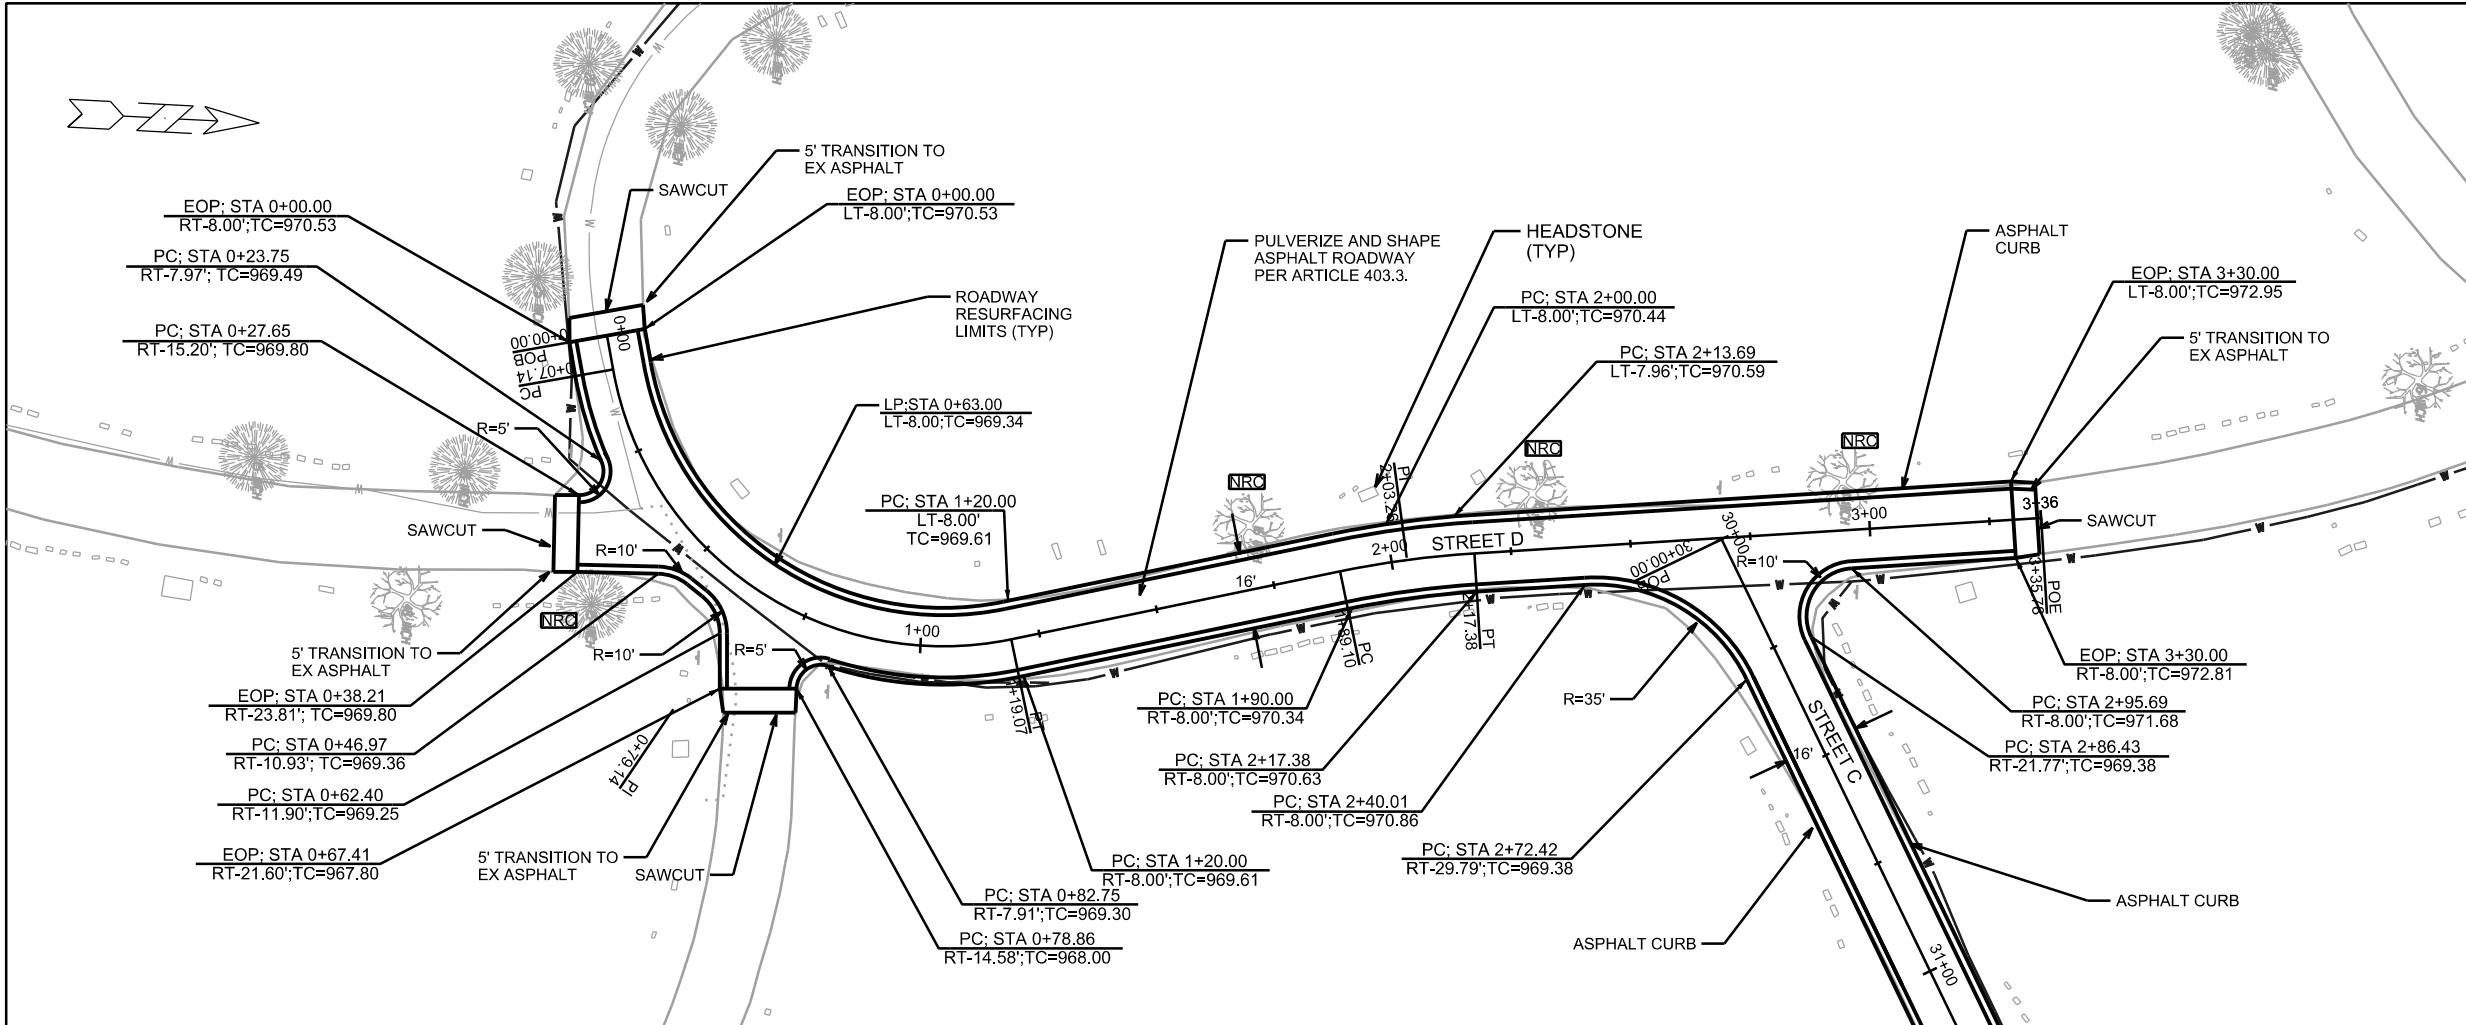 5' TRANSITION TO
EX ASPHALT
SAWCUT
EOP; STA 0+00.00
RT-8.00';TC=970.53
EOP; STA 0+00.00
LT-8.00';TC=970.53
PC; STA 0+23.75
RT-7.97'; TC=969.49
PC; STA 0+27.65
RT-15.20'; TC=969.80
ROADWAY
RESURFACING
LIMITS (TYP)
PULVERIZE AND SHAPE
ASPHALT ROADWAY
PER ARTICLE 403.3.
HEADSTONE
(TYP)
ASPHALT
CURB
PC; STA 2+00.00
LT-8.00';TC=970.44
EOP; STA 3+30.00
LT-8.00';TC=972.95
PC; STA 2+13.69
LT-7.96';TC=970.59
5' TRANSITION TO
EX ASPHALT
0+00
0+00.00
POB
0+07.14
PC
LP;STA 0+63.00
LT-8.00;TC=969.34
R=5'
NRC
NRC
NRC
PI
2+03.26
PC; STA 1+20.00
LT-8.00'
TC=969.61
SAWCUT
R=10'
2+00
STREET D
30+00
30+00.00
POB
3+00
3+36
SAWCUT
R=10'
3+35.76
POE
16'
NRC
1+00
R=10'
R=5'
5' TRANSITION TO
EX ASPHALT
EOP; STA 0+38.21
RT-23.81'; TC=969.80
PC; STA 0+46.97
RT-10.93'; TC=969.36
PC; STA 0+62.40
RT-11.90';TC=969.25
EOP; STA 0+67.41
RT-21.60';TC=967.80
0+79.14
PI
5' TRANSITION TO
EX ASPHALT
SAWCUT
1+19.07
PT
1+89.10
PC
2+17.38
PT
PC; STA 1+90.00
RT-8.00';TC=970.34
PC; STA 2+17.38
RT-8.00';TC=970.63
PC; STA 2+40.01
RT-8.00';TC=970.86
PC; STA 2+72.42
RT-29.79';TC=969.38
PC; STA 1+20.00
RT-8.00';TC=969.61
PC; STA 0+82.75
RT-7.91';TC=969.30
PC; STA 0+78.86
RT-14.58';TC=968.00
R=35'
16'
STREET C
EOP; STA 3+30.00
RT-8.00';TC=972.81
PC; STA 2+95.69
RT-8.00';TC=971.68
PC; STA 2+86.43
RT-21.77';TC=969.38
ASPHALT CURB
ASPHALT CURB
31+00